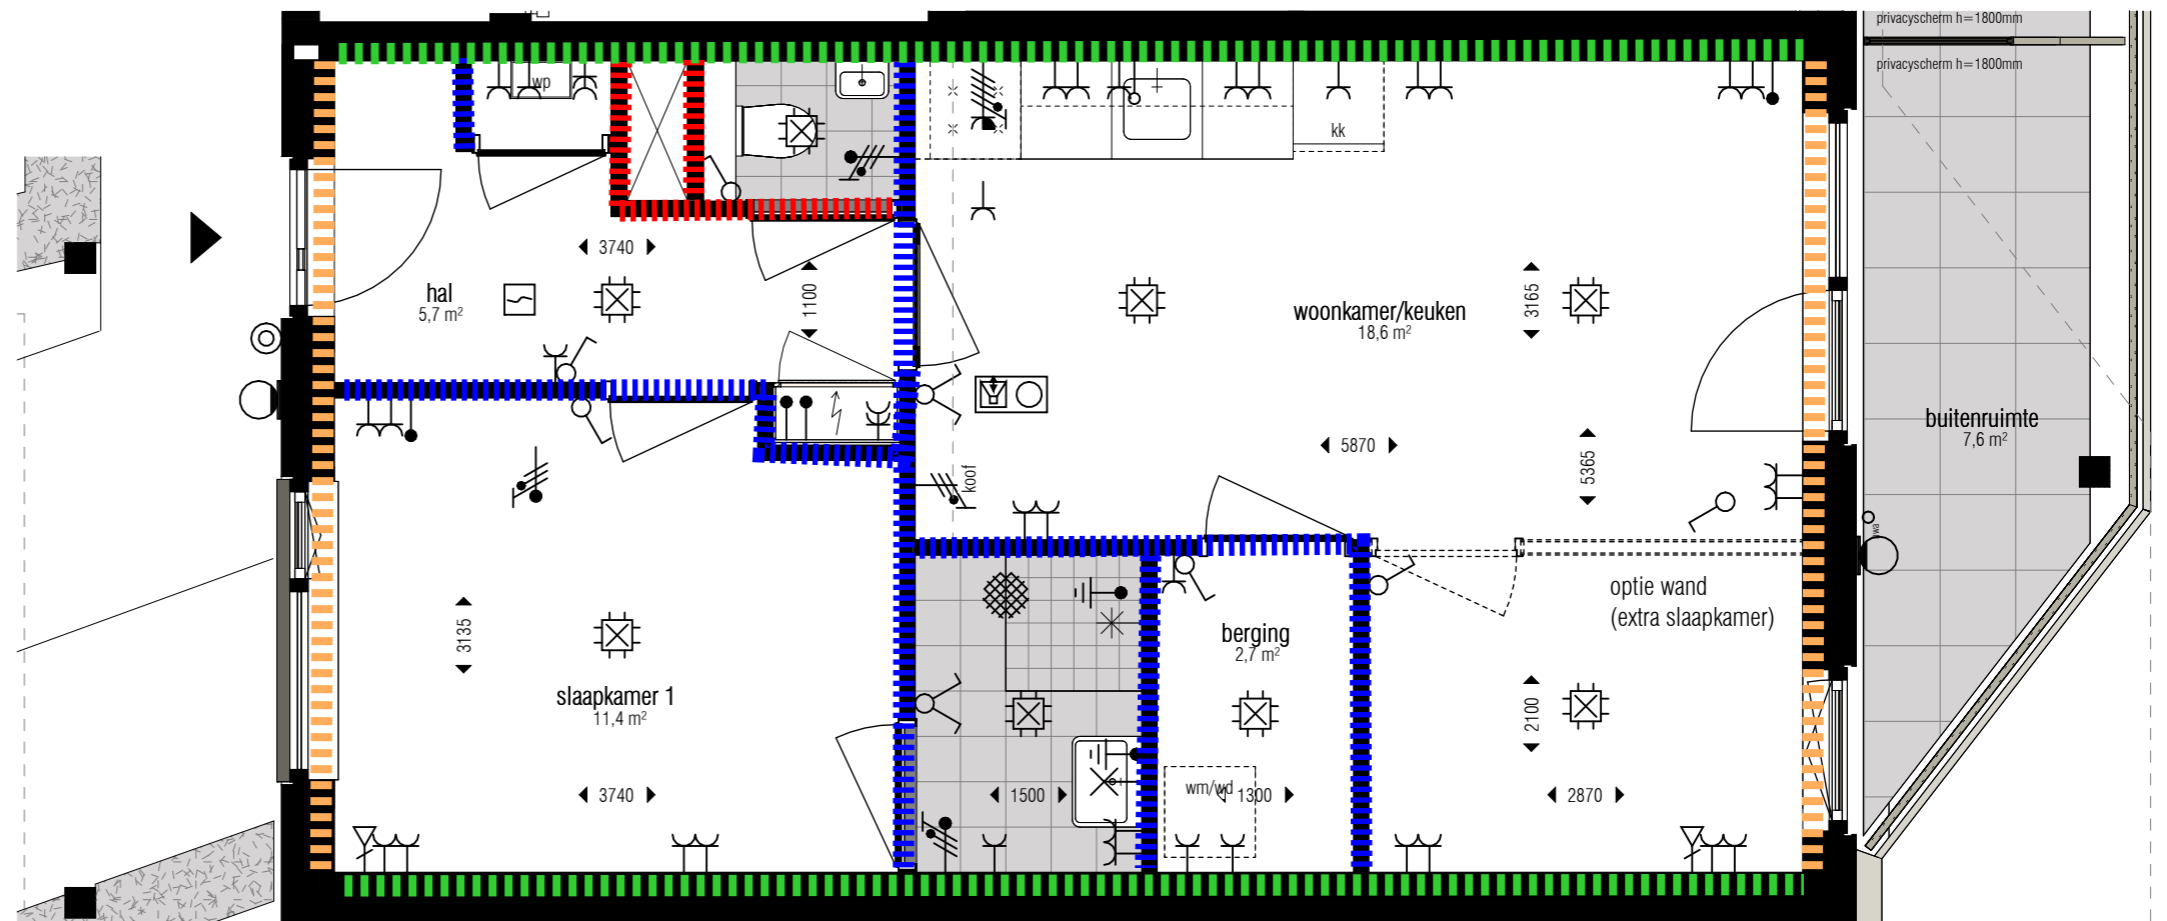 privacyscherm h=1800mm
privacyscherm h=1800mm
wp
kk
3740
hal
5,7 m²
1100
woonkamer/keuken
18,6 m²
3165
buitenruimte
7,6 m²
5870
5365
koof
wa
optie wand
(extra slaapkamer)
berging
2,7 m²
3135
slaapkamer 1
11,4 m²
2100
3740
1500
wm/wd
1300
2870